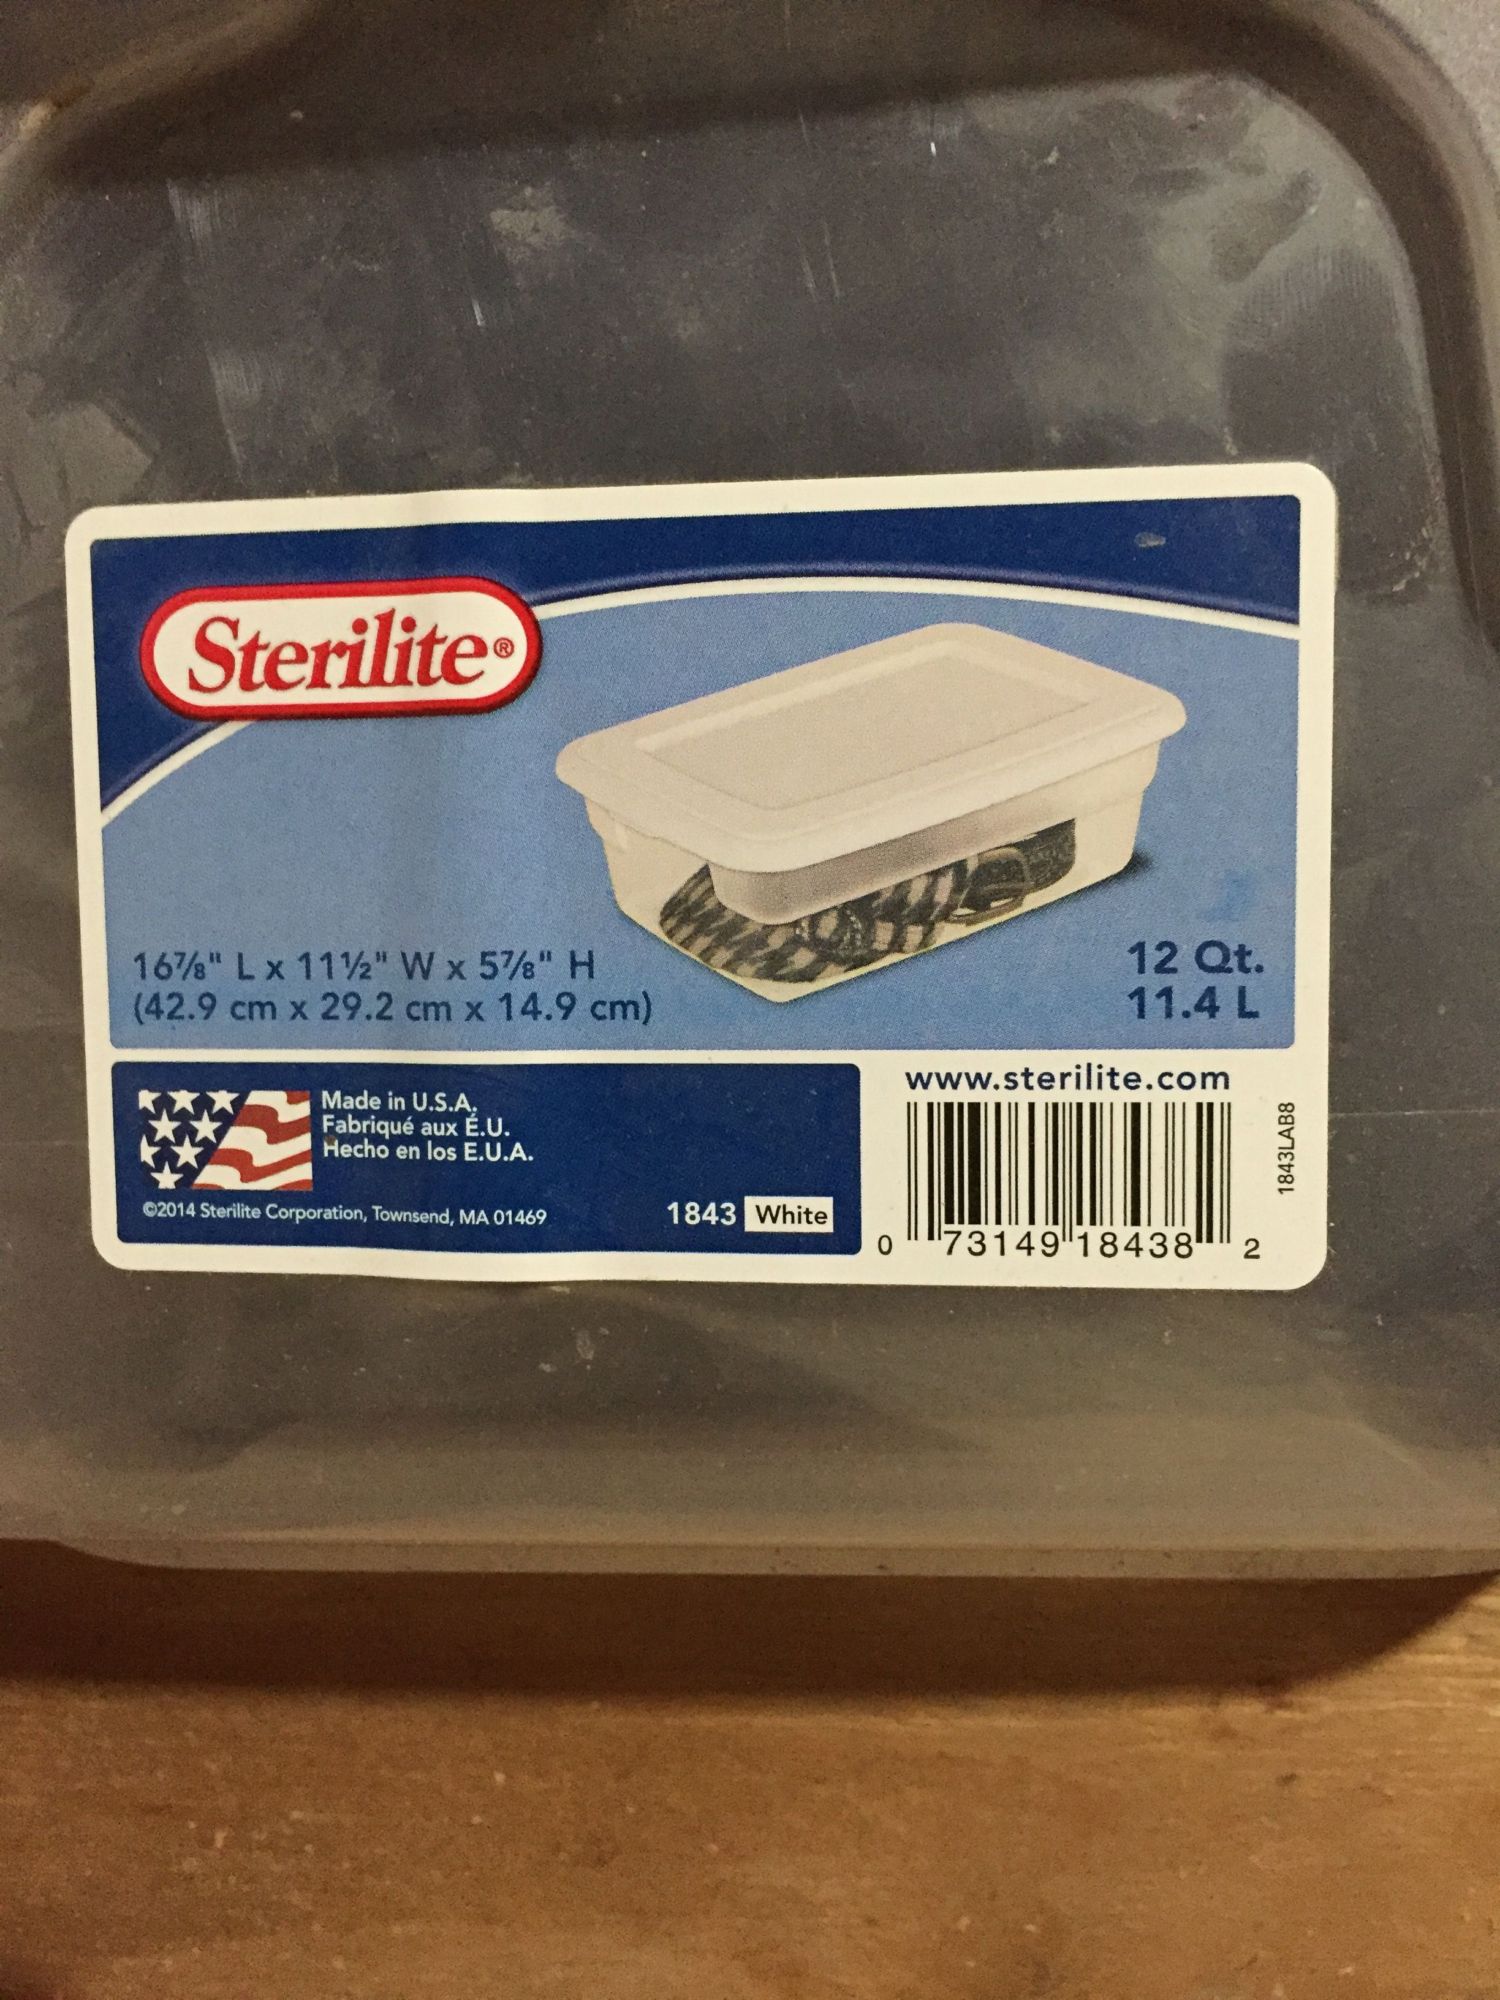 Sterilite®
16⅞" L x 11½" W x 5⅞" H
(42.9 cm x 29.2 cm x 14.9 cm)
12 Qt.
11.4 L
Made in U.S.A.
Fabriqué aux É.U.
Hecho en los E.U.A.
©2014 Sterilite Corporation, Townsend, MA 01469
1843 White
www.sterilite.com
0 73149 18438 2
1843LAB8